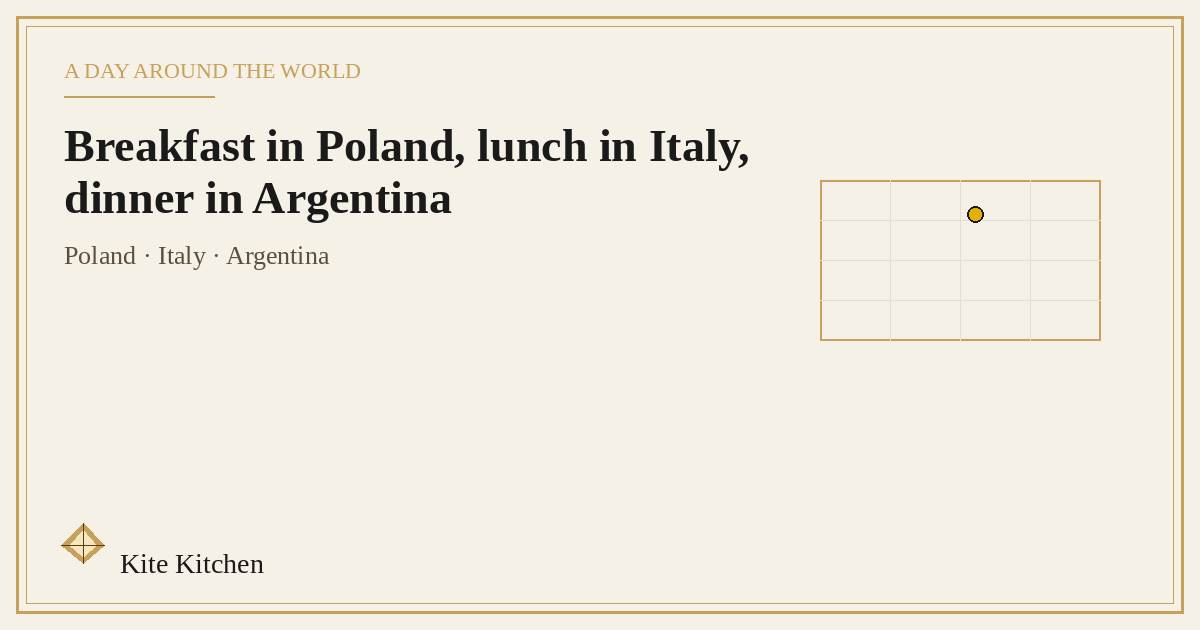 A DAY AROUND THE WORLD
Breakfast in Poland, lunch in Italy,
dinner in Argentina
Poland · Italy · Argentina
Kite Kitchen